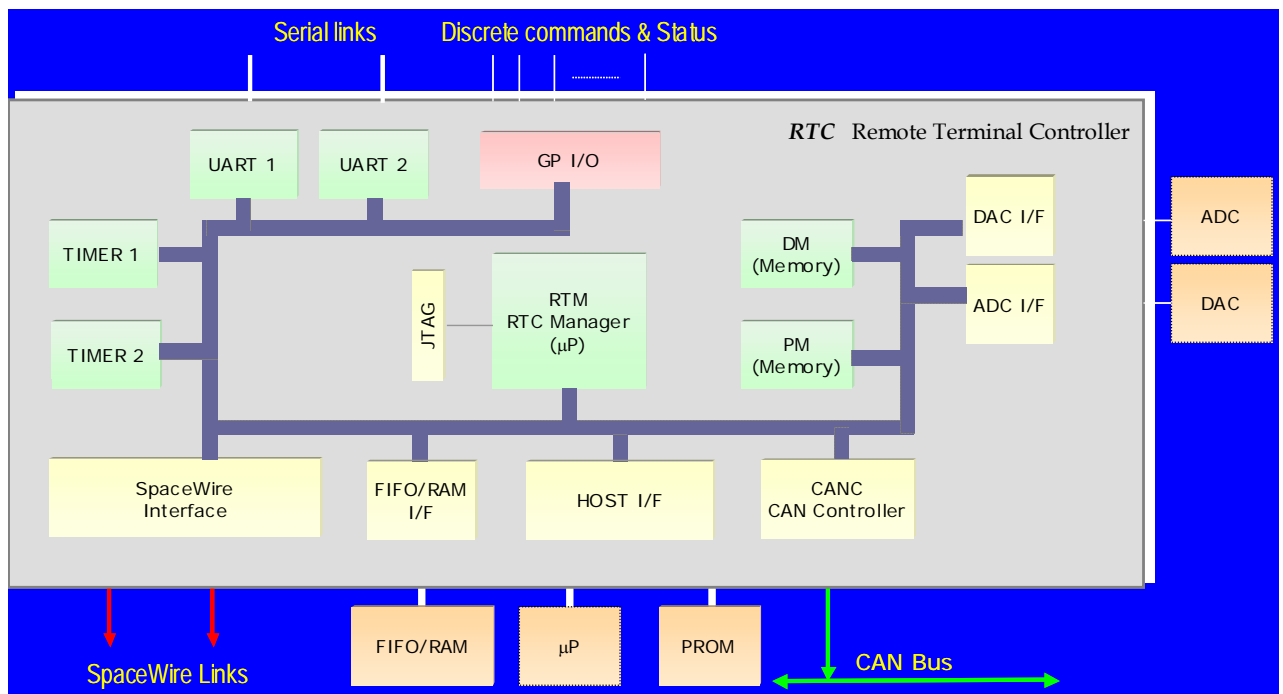 Serial links
Discrete commands & Status
RTC Remote Terminal Controller
UART 1
UART 2
GP I/O
DAC I/F
ADC
TIMER 1
DM
(Memory)
RTM
RTC Manager
(µP)
JTAG
ADC I/F
DAC
TIMER 2
PM
(Memory)
SpaceWire
Interface
FIFO/RAM
I/F
HOST I/F
CANC
CAN Controller
FIFO/RAM
µP
PROM
SpaceWire Links
CAN Bus